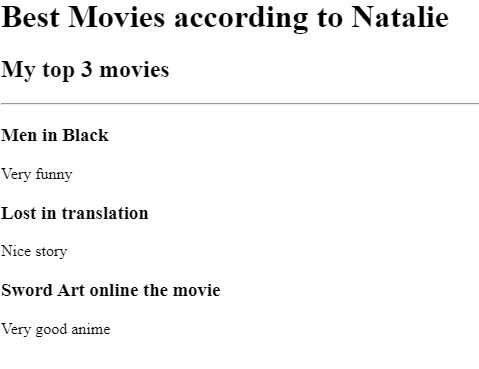 Best Movies according to Natalie
My top 3 movies
Men in Black
Very funny
Lost in translation
Nice story
Sword Art online the movie
Very good anime